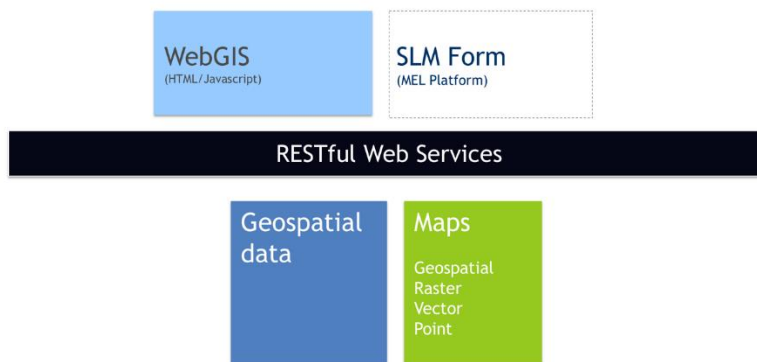 WebGIS
(HTML/Javascript)
SLM Form
(MEL Platform)
RESTful Web Services
Geospatial
data
Maps
Geospatial
Raster
Vector
Point